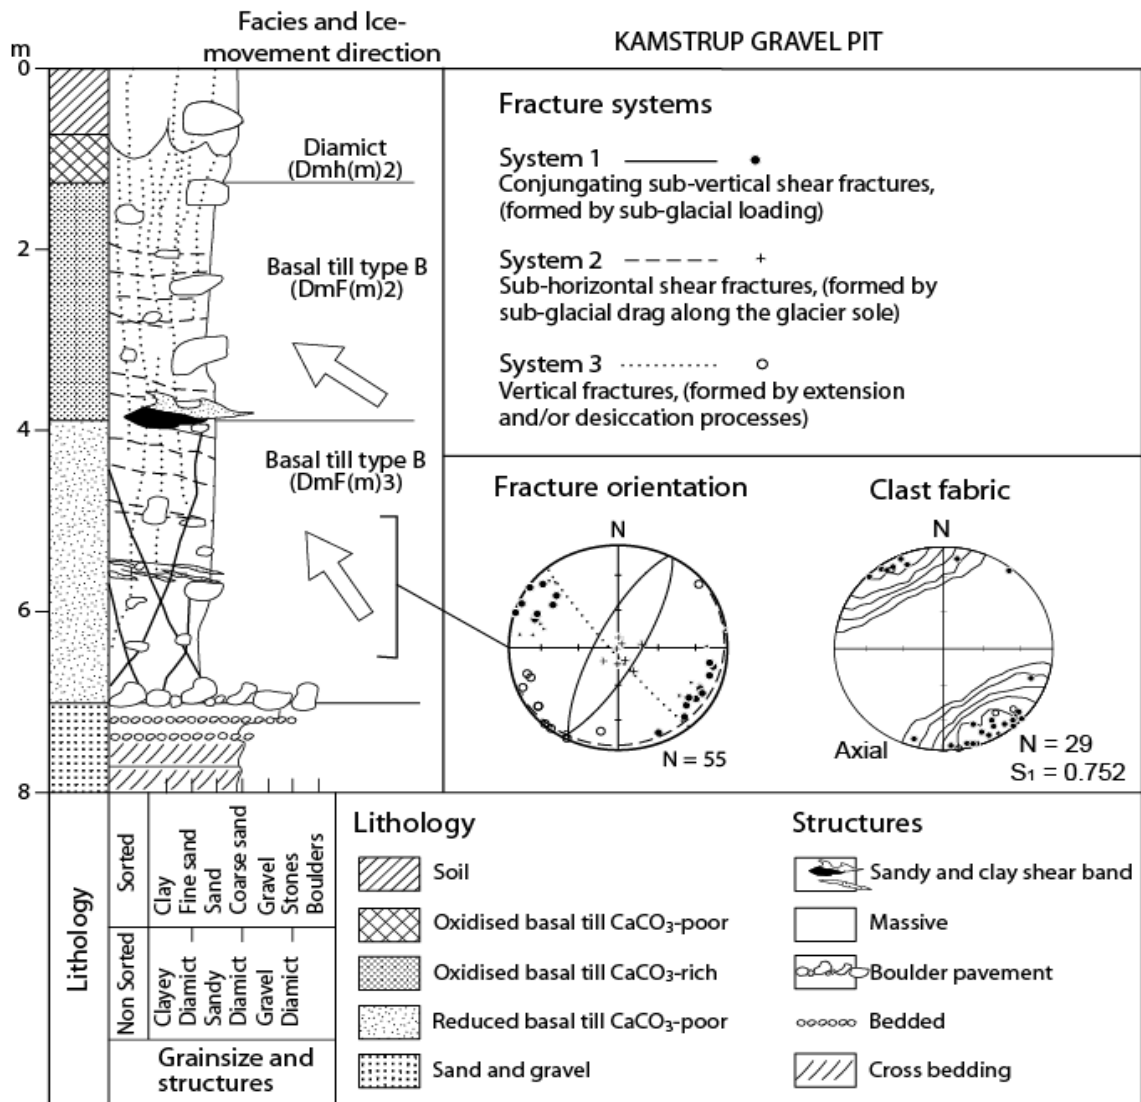 Facies and Ice-
movement direction
m
KAMSTRUP GRAVEL PIT
0
2
4
6
8
Diamict
(Dmh(m)2)
Basal till type B
(DmF(m)2)
Basal till type B
(DmF(m)3)
Fracture systems
System 1
Conjungating sub-vertical shear fractures,
(formed by sub-glacial loading)
System 2
Sub-horizontal shear fractures, (formed by
sub-glacial drag along the glacier sole)
System 3
Vertical fractures, (formed by extension
and/or desiccation processes)
Fracture orientation
N
N = 55
Clast fabric
N
Axial
N = 29
S₁ = 0.752
Lithology
Sorted
Clay
Fine sand
Sand
Coarse sand
Gravel
Stones
Boulders
Non Sorted
Clayey
Diamict
Sandy
Diamict
Gravel
Diamict
Grainsize and
structures
Lithology
Soil
Oxidised basal till CaCO₃-poor
Oxidised basal till CaCO₃-rich
Reduced basal till CaCO₃-poor
Sand and gravel
Structures
Sandy and clay shear band
Massive
Boulder pavement
Bedded
Cross bedding